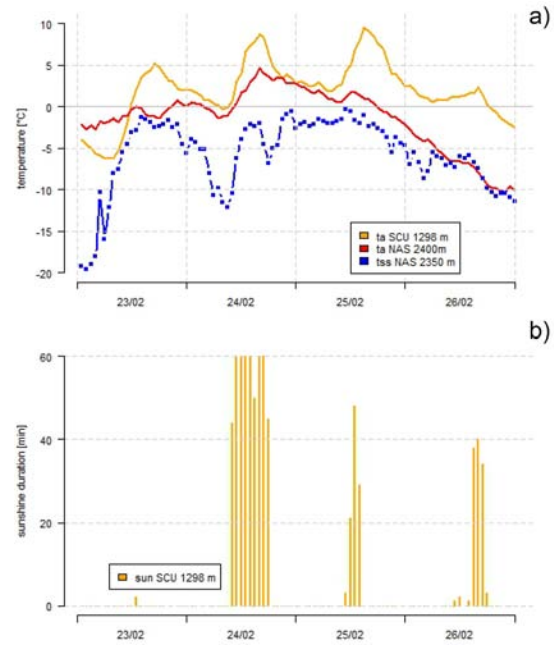 a)
10
5
0
-5
-10
-15
-20
temperature [°C]
ta SCU 1298 m
ta NAS 2400m
tss NAS 2350 m
23/02 24/02 25/02 26/02
b)
60
40
20
0
sunshine duration [min]
sun SCU 1298 m
23/02 24/02 25/02 26/02